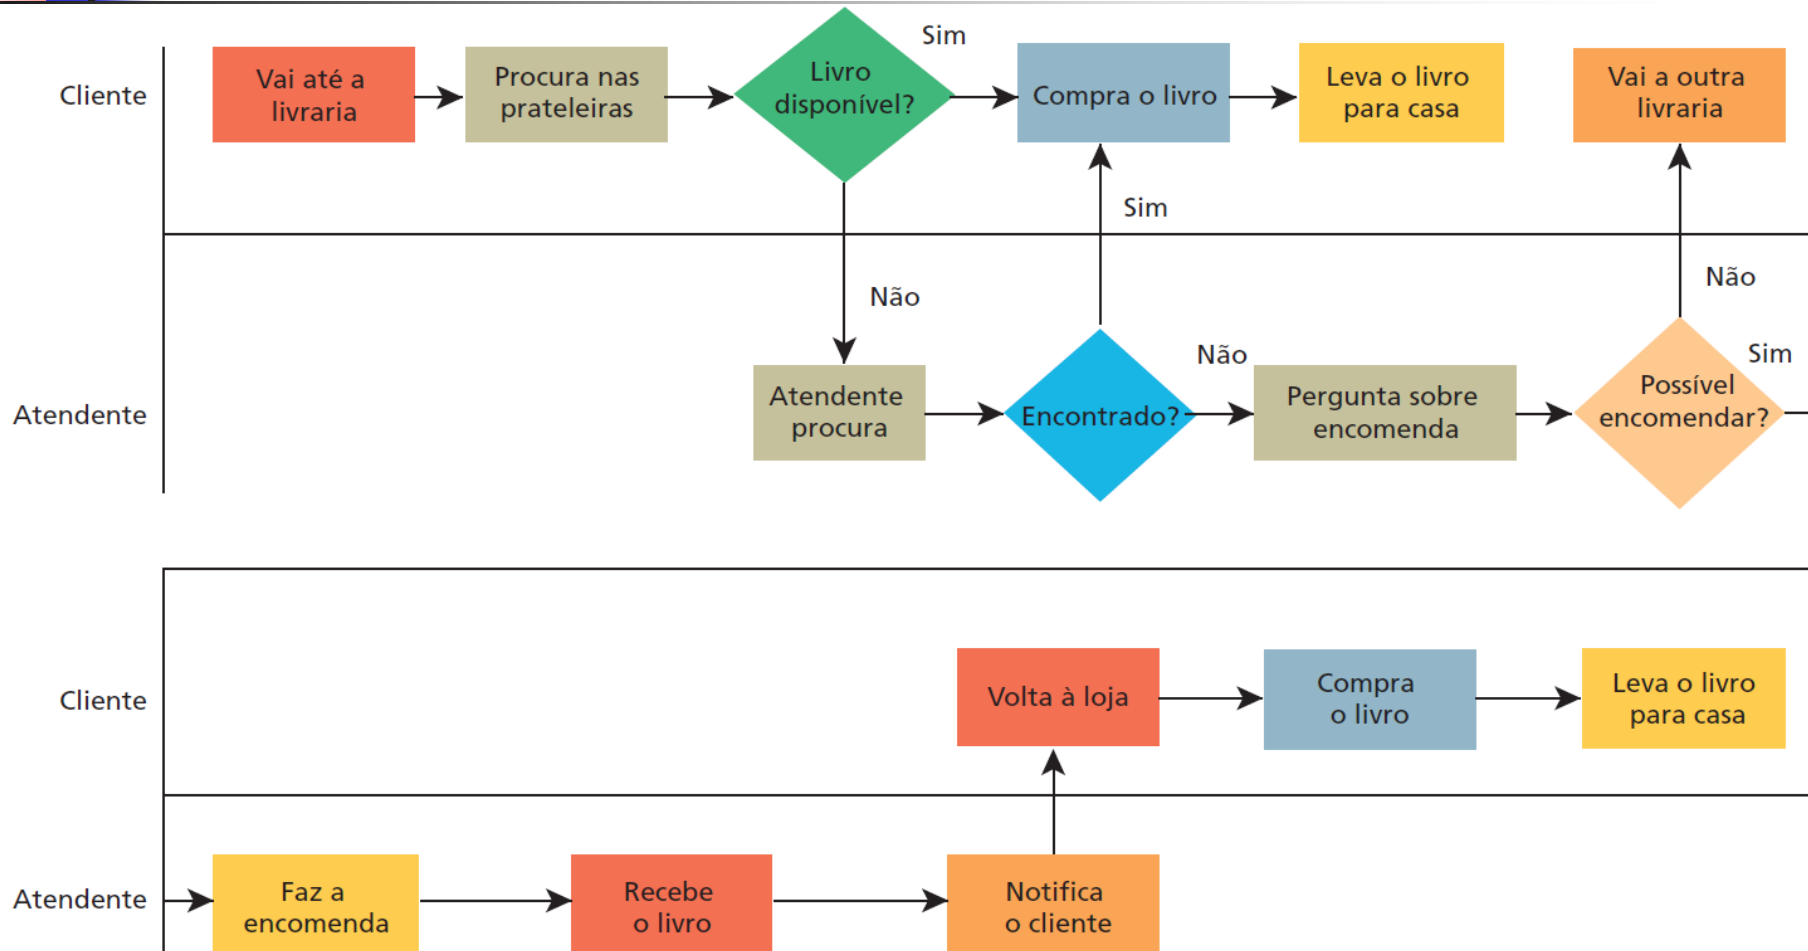 Cliente
Vai até a
livraria
Procura nas
prateleiras
Livro
disponível?
Sim
Compra o livro
Leva o livro
para casa
Vai a outra
livraria
Sim
Não
Não
Atendente
Atendente
procura
Encontrado?
Não
Pergunta sobre
encomenda
Possível
encomendar?
Sim
Cliente
Volta à loja
Compra
o livro
Leva o livro
para casa
Atendente
Faz a
encomenda
Recebe
o livro
Notifica
o cliente